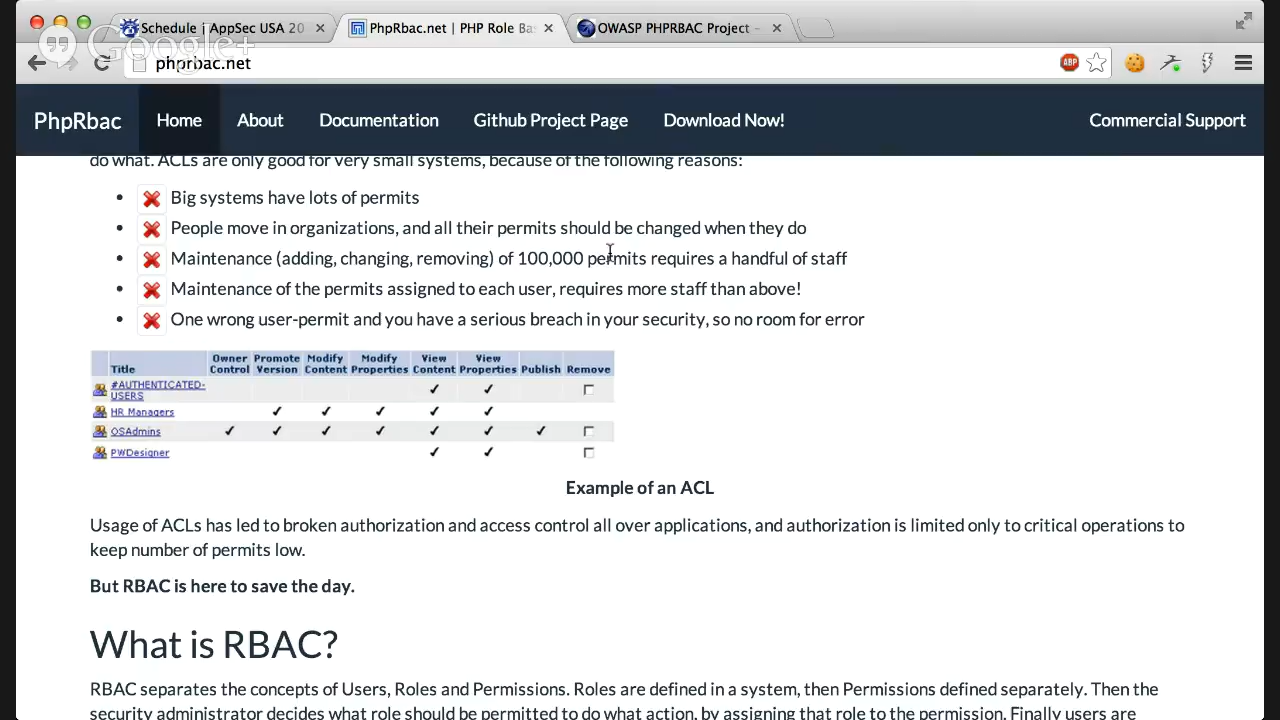 Schedule | AppSec USA 20
PhpRbac.net | PHP Role Bas
OWASP PHPRBAC Project -
Google+
phprbac.net
ABP
PhpRbac
Home
About
Documentation
Github Project Page
Download Now!
Commercial Support
do what. ACLs are only good for very small systems, because of the following reasons:
Big systems have lots of permits
People move in organizations, and all their permits should be changed when they do
Maintenance (adding, changing, removing) of 100,000 permits requires a handful of staff
Maintenance of the permits assigned to each user, requires more staff than above!
One wrong user-permit and you have a serious breach in your security, so no room for error
Title Owner Control Promote Version Modify Content Modify Properties View Content View Properties Publish Remove
#AUTHENTICATED-
USERS
HR Managers
OSAdmins
PWDesigner
Example of an ACL
Usage of ACLs has led to broken authorization and access control all over applications, and authorization is limited only to critical operations to
keep number of permits low.
But RBAC is here to save the day.
What is RBAC?
RBAC separates the concepts of Users, Roles and Permissions. Roles are defined in a system, then Permissions defined separately. Then the
security administrator decides what role should be permitted to do what action, by assigning that role to the permission. Finally users are